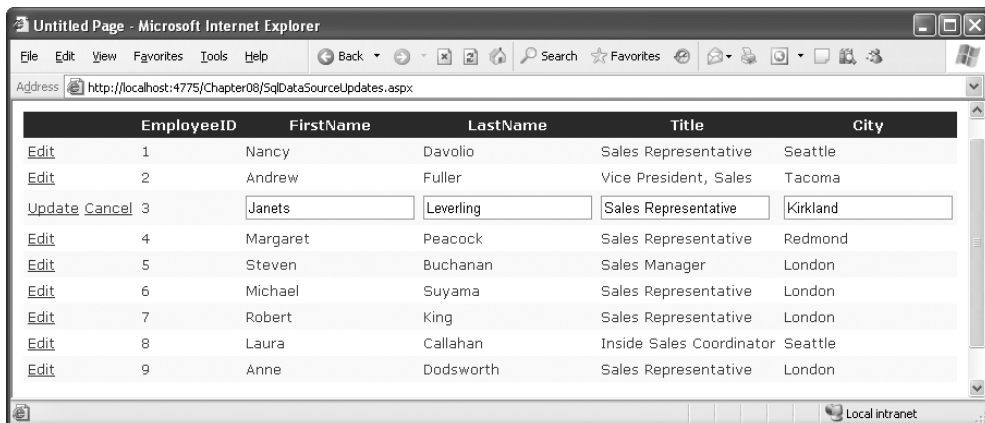 Untitled Page - Microsoft Internet Explorer
File Edit View Favorites Tools Help Back Search Favorites
Address http://localhost:4775/Chapter08/SqlDataSourceUpdates.aspx
EmployeeID FirstName LastName Title City
Edit 1 Nancy Davolio Sales Representative Seattle
Edit 2 Andrew Fuller Vice President, Sales Tacoma
Update Cancel 3 Janets Leverling Sales Representative Kirkland
Edit 4 Margaret Peacock Sales Representative Redmond
Edit 5 Steven Buchanan Sales Manager London
Edit 6 Michael Suyama Sales Representative London
Edit 7 Robert King Sales Representative London
Edit 8 Laura Callahan Inside Sales Coordinator Seattle
Edit 9 Anne Dodsworth Sales Representative London
Local intranet